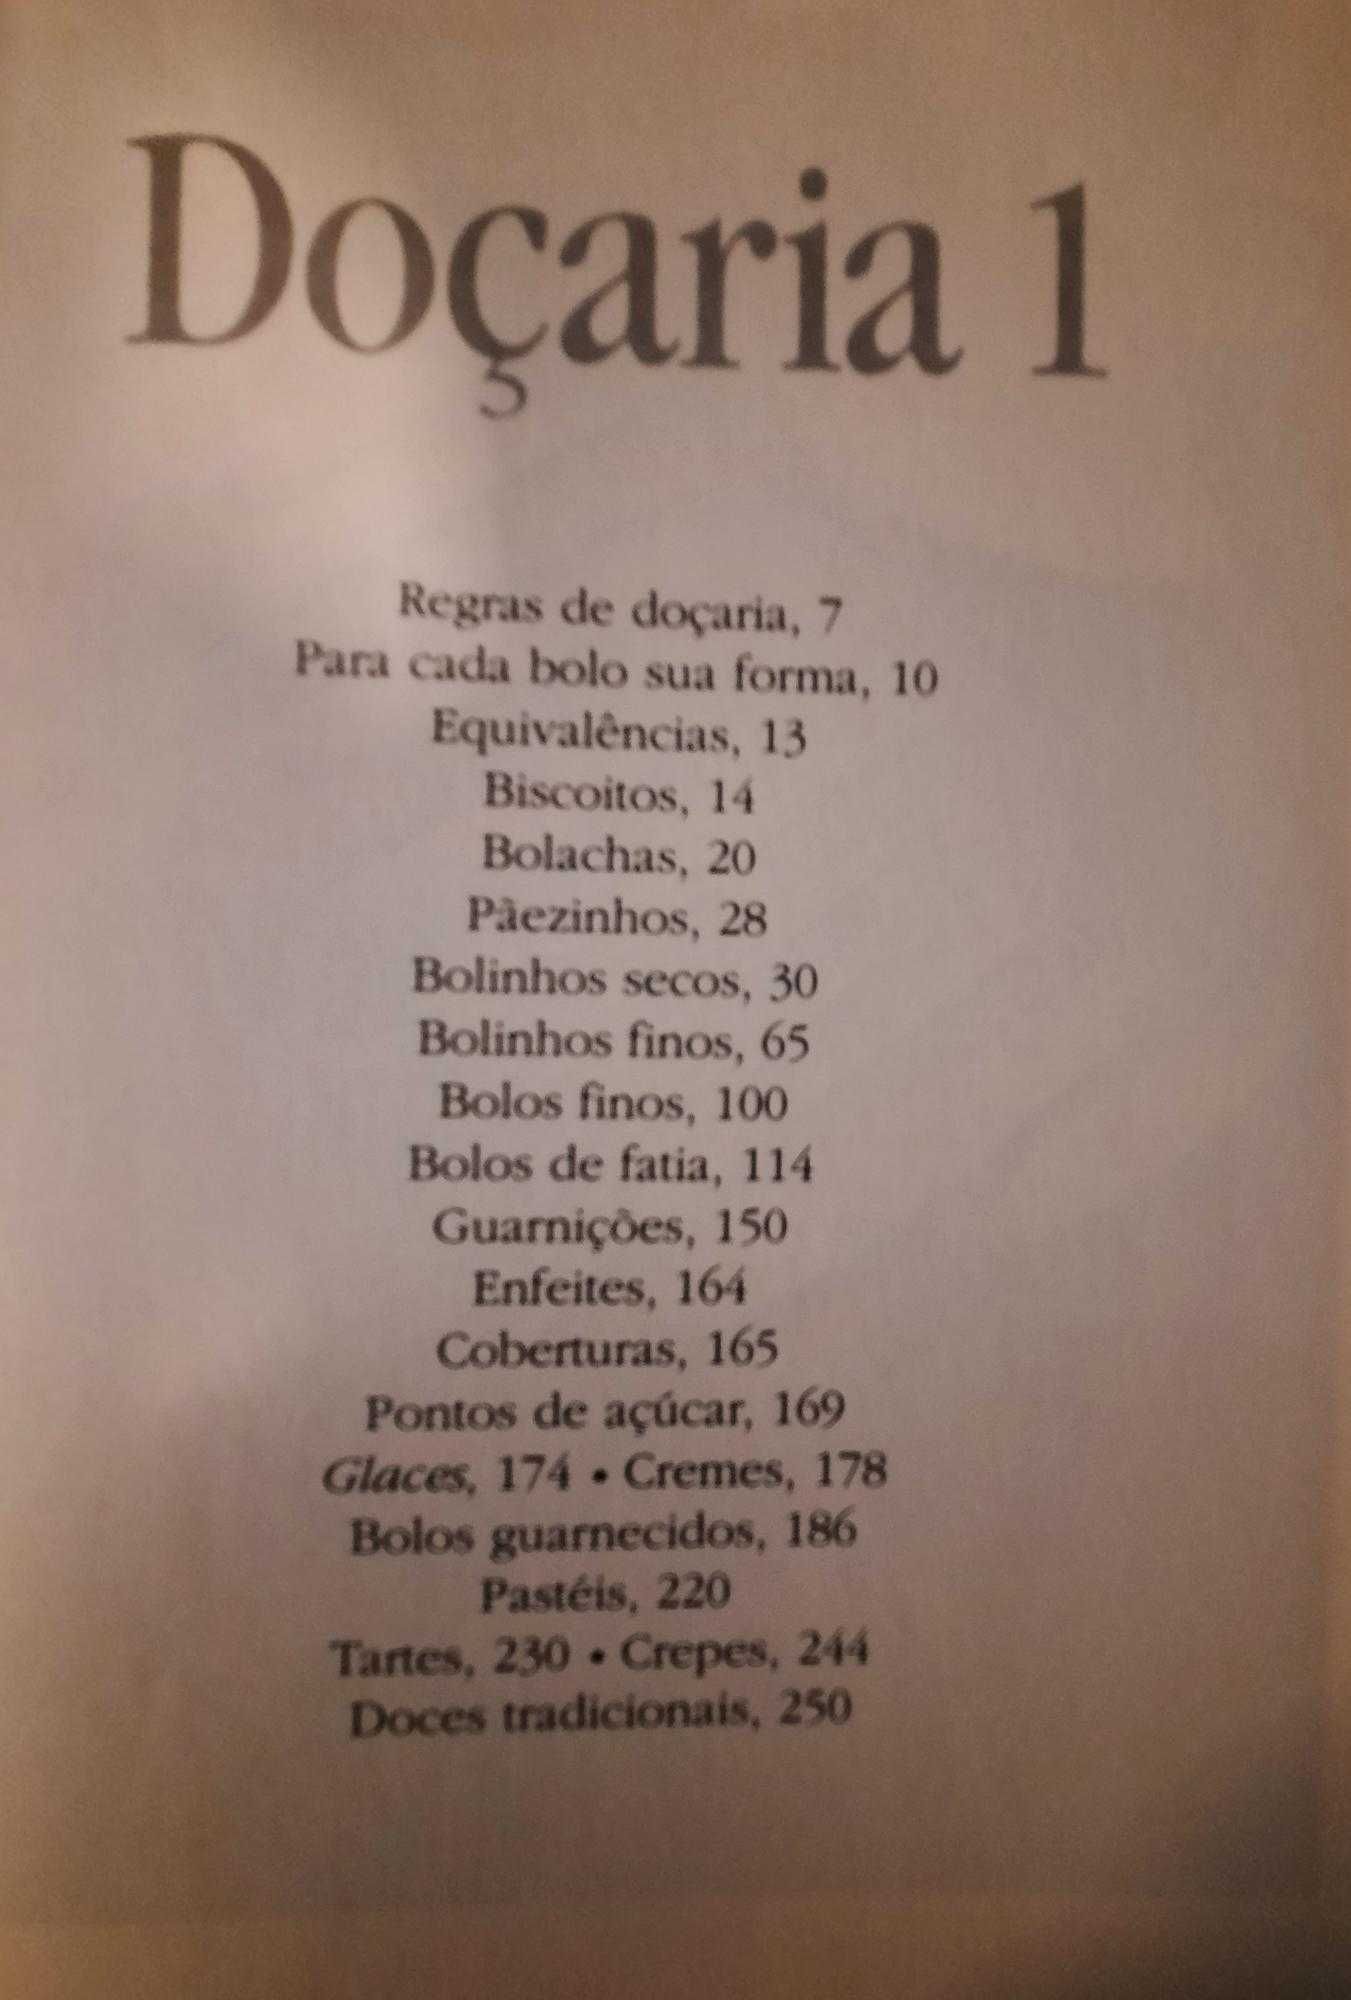 Doçaria 1
Regras de doçaria, 7
Para cada bolo sua forma, 10
Equivalências, 13
Biscoitos, 14
Bolachas, 20
Pãezinhos, 28
Bolinhos secos, 30
Bolinhos finos, 65
Bolos finos, 100
Bolos de fatia, 114
Guarnições, 150
Enfeites, 164
Coberturas, 165
Pontos de açúcar, 169
Glaces, 174 • Cremes, 178
Bolos guarnecidos, 186
Pastéis, 220
Tartes, 230 • Crepes, 244
Doces tradicionais, 250